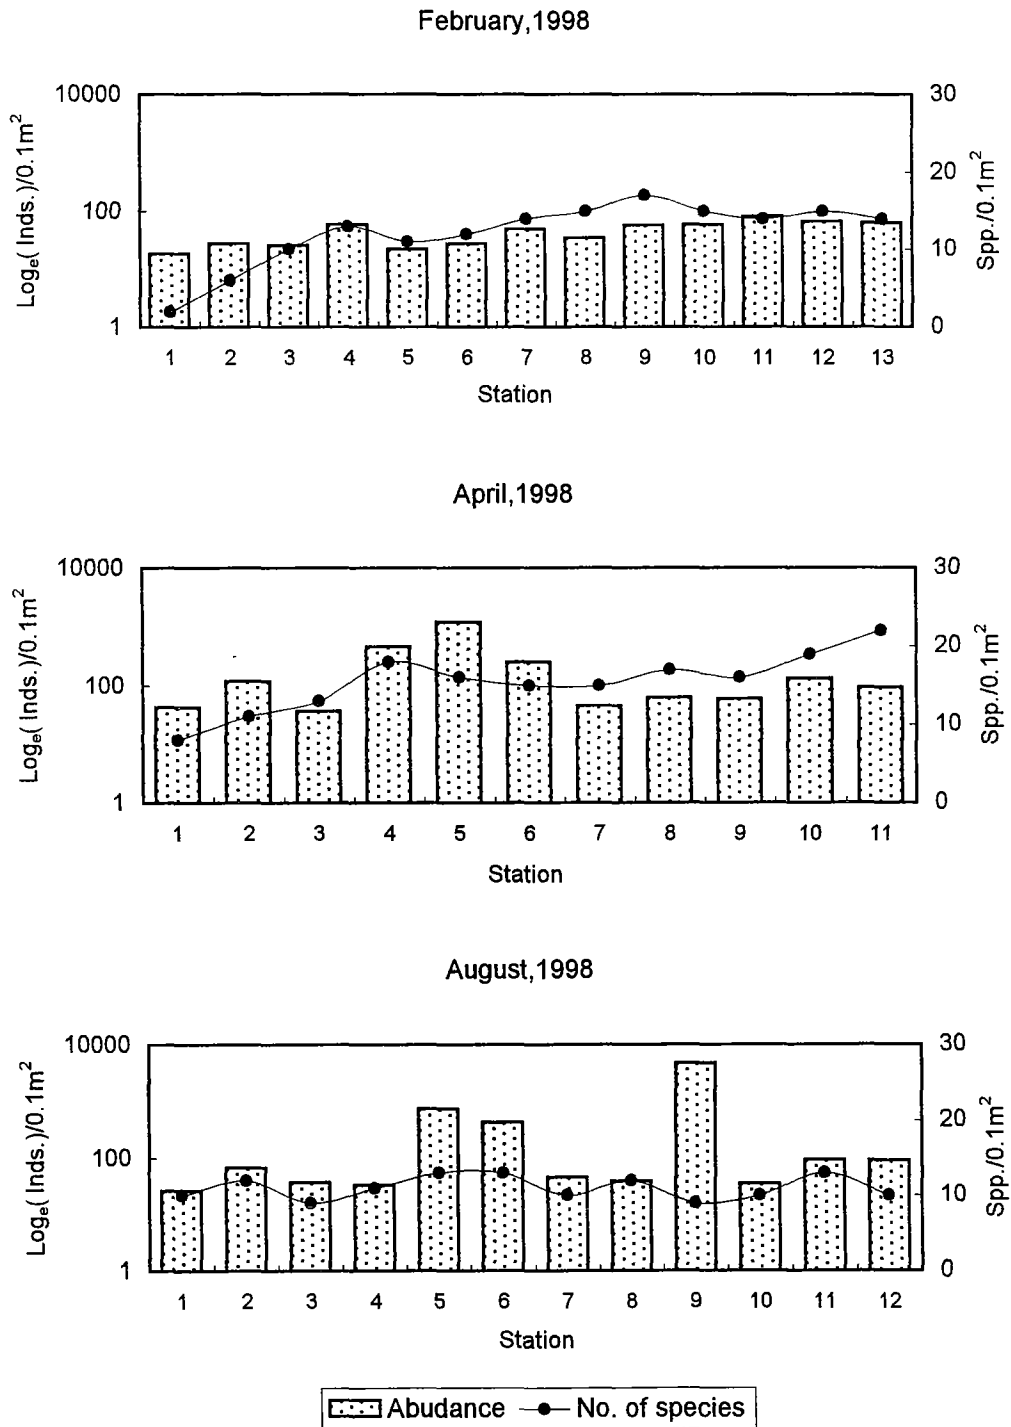 February,1998
10000
100
1
Logₑ( Inds.)/0.1m²
30
20
10
0
Spp./0.1m²
1 2 3 4 5 6 7 8 9 10 11 12 13
Station
April,1998
10000
100
1
Logₑ( Inds.)/0.1m²
30
20
10
0
Spp./0.1m²
1 2 3 4 5 6 7 8 9 10 11
Station
August,1998
10000
100
1
Logₑ( Inds.)/0.1m²
30
20
10
0
Spp./0.1m²
1 2 3 4 5 6 7 8 9 10 11 12
Station
Abudance No. of species